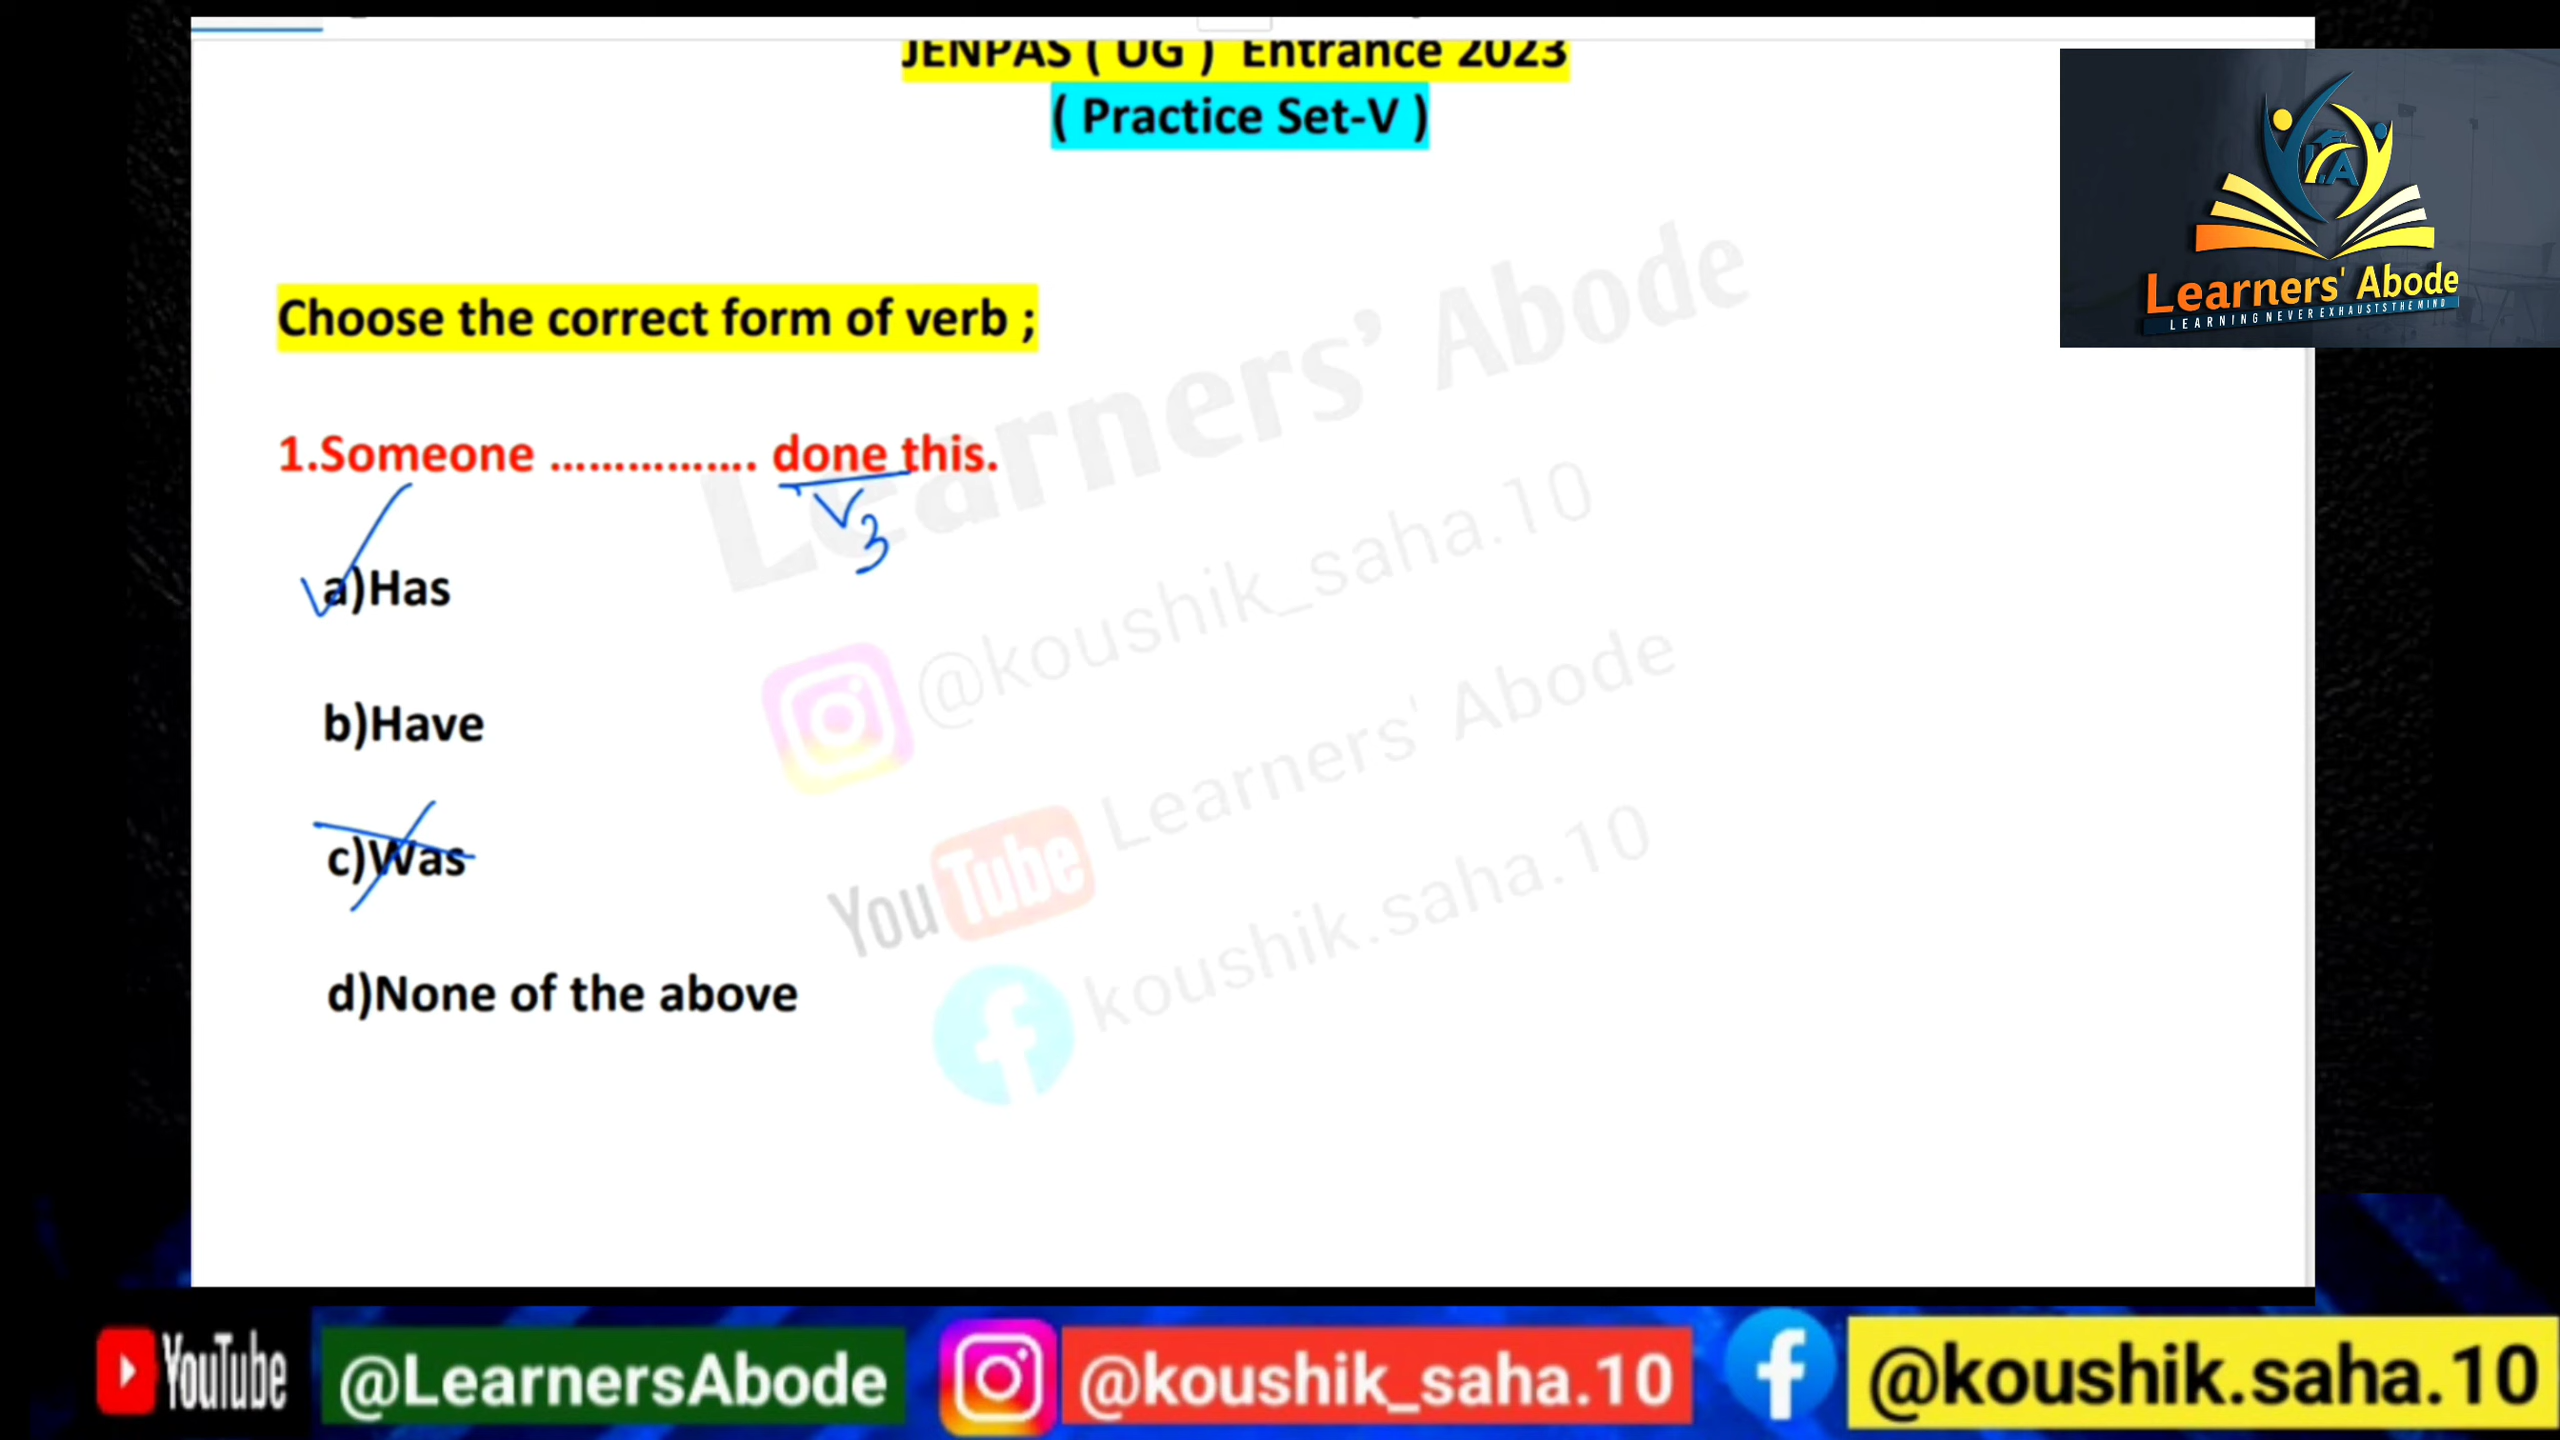 JENPAS ( UG ) Entrance 2023
( Practice Set-V )
Learners' Abode
LEARNING NEVER EXHAUSTS THE MIND
Choose the correct form of verb ;
1.Someone ................ done this.
V3
a)Has
b)Have
c)Was
d)None of the above
Learners' Abode
@koushik_saha.10
YouTube Learners' Abode
koushik.saha.10
YouTube @LearnersAbode @koushik_saha.10 @koushik.saha.10